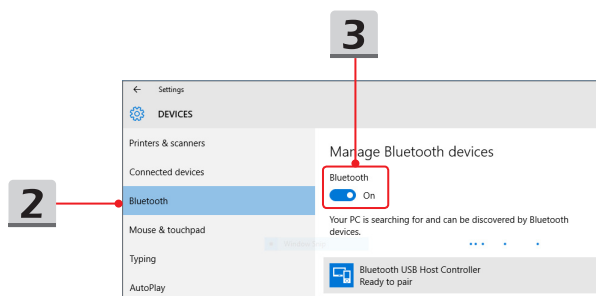 3
← Settings
DEVICES
Printers & scanners
Connected devices
2
Bluetooth
Mouse & touchpad
Typing
AutoPlay
Manage Bluetooth devices
Bluetooth
On
Your PC is searching for and can be discovered by Bluetooth
devices.
Bluetooth USB Host Controller
Ready to pair